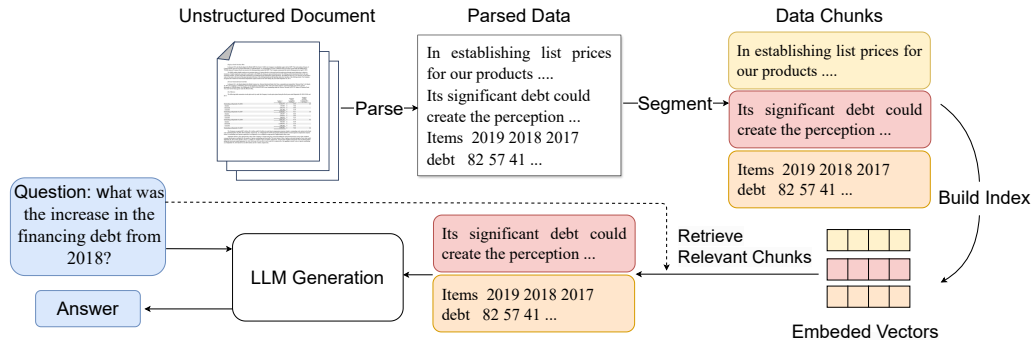 Unstructured Document
Parsed Data
Data Chunks
Parse
In establishing list prices
for our products ....
Its significant debt could
create the perception ...
Items 2019 2018 2017
debt 82 57 41 ...
Segment
In establishing list prices for
our products ....
Its significant debt could
create the perception ...
Items 2019 2018 2017
debt 82 57 41 ...
Build Index
Question: what was
the increase in the
financing debt from
2018?
Answer
LLM Generation
Its significant debt could
create the perception ...
Items 2019 2018 2017
debt 82 57 41 ...
Retrieve
Relevant Chunks
Embeded Vectors